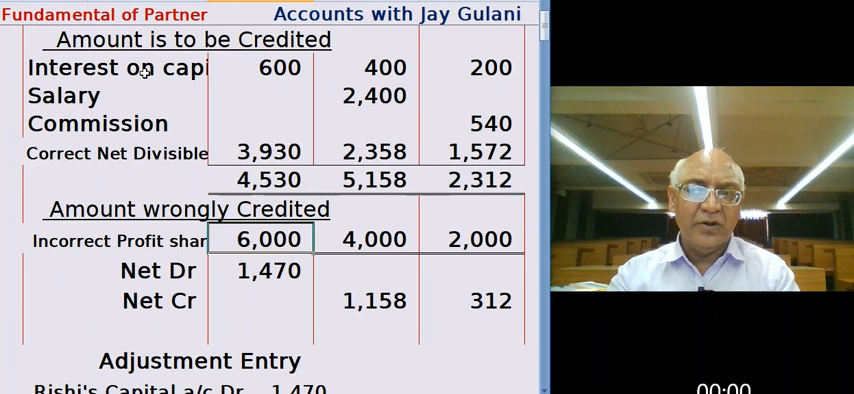 Fundamental of Partner Accounts with Jay Gulani
Amount is to be Credited
Interest on capi 600 400 200
Salary 2,400
Commission 540
Correct Net Divisible 3,930 2,358 1,572
4,530 5,158 2,312
Amount wrongly Credited
Incorrect Profit shar 6,000 4,000 2,000
Net Dr 1,470
Net Cr 1,158 312
Adjustment Entry
Rishi's Capital a/c Dr 1,470
00:00